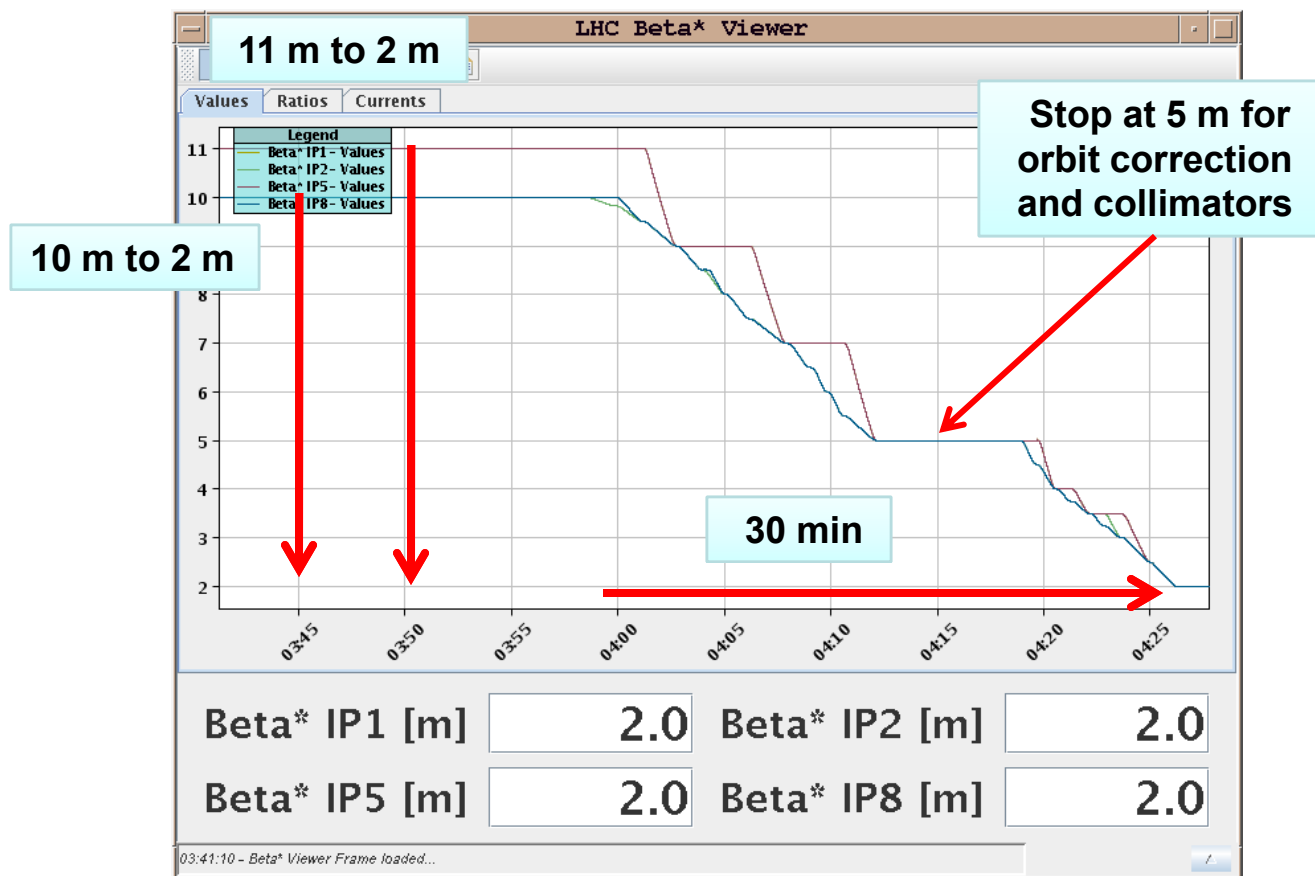 LHC Beta* Viewer
11 m to 2 m
Values Ratios Currents
Stop at 5 m for
orbit correction
and collimators
Legend
Beta* IP1 - Values
Beta* IP2 - Values
Beta* IP5 - Values
Beta* IP8 - Values
10 m to 2 m
11
10
8
7
6
5
4
3
2
30 min
03:45 03:50 03:55 04:00 04:05 04:10 04:15 04:20 04:25
Beta* IP1 [m] 2.0 Beta* IP2 [m] 2.0
Beta* IP5 [m] 2.0 Beta* IP8 [m] 2.0
03:41:10 - Beta* Viewer Frame loaded...